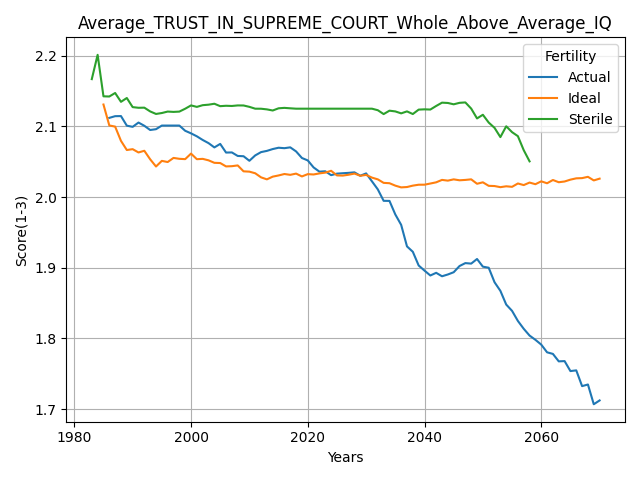 Average_TRUST_IN_SUPREME_COURT_Whole_Above_Average_IQ
Fertility
Actual
Ideal
Sterile
Score(1-3)
2.2
2.1
2.0
1.9
1.8
1.7
1980
2000
2020
2040
2060
Years